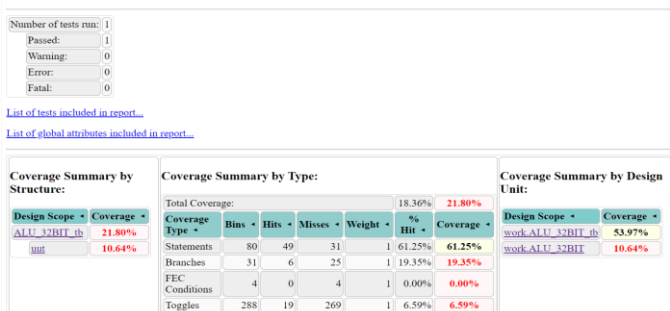 Number of tests run: 1
Passed: 1
Warning: 0
Error: 0
Fatal: 0
List of tests included in report...
List of global attributes included in report...
Coverage Summary by Structure:
Design Scope Coverage
ALU_32BIT_tb 21.80%
uut 10.64%
Coverage Summary by Type:
Total Coverage: 18.36% 21.80%
Coverage Type Bins Hits Misses Weight % Hit Coverage
Statements 80 49 31 1 61.25% 61.25%
Branches 31 6 25 1 19.35% 19.35%
FEC Conditions 4 0 4 1 0.00% 0.00%
Toggles 288 19 269 1 6.59% 6.59%
Coverage Summary by Design Unit:
Design Scope Coverage
work.ALU_32BIT_tb 53.97%
work.ALU_32BIT 10.64%